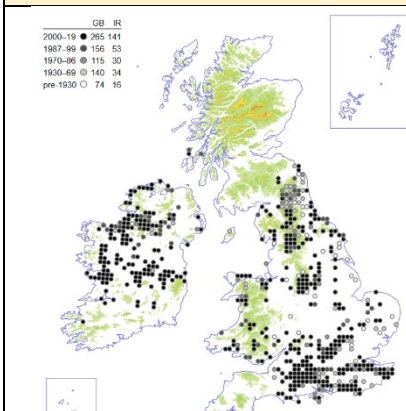 GB IR
2000–19 ● 265 141
1987–99 ● 156 53
1970–86 ● 115 30
1930–69 ● 140 34
pre-1930 ○ 74 16